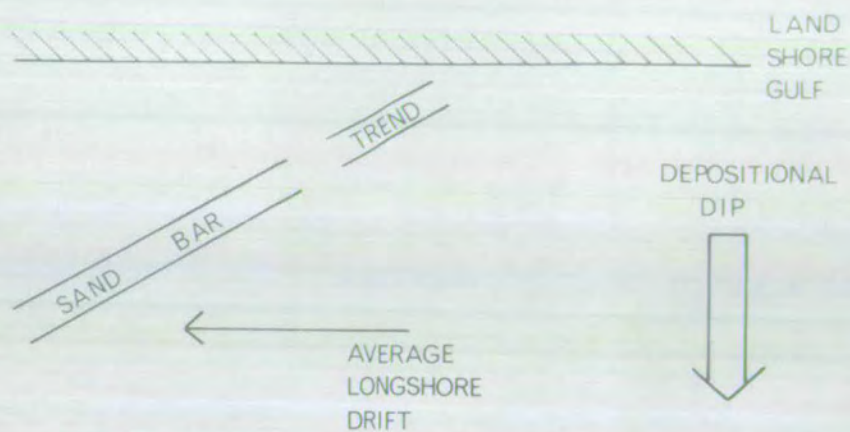 LAND
SHORE
GULF
TREND
SAND BAR
DEPOSITIONAL
DIP
AVERAGE
LONGSHORE
DRIFT